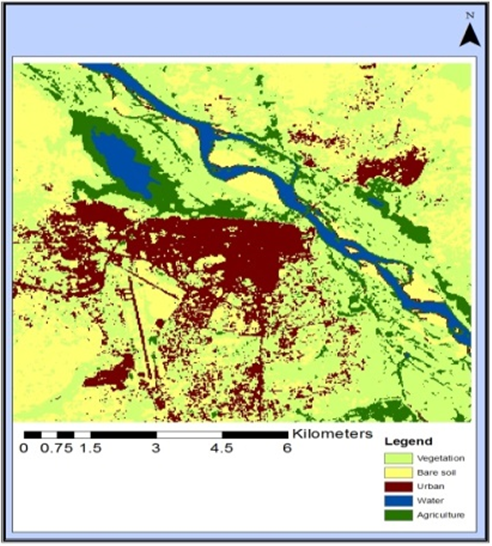 N
Kilometers
0 0.75 1.5 3 4.5 6
Legend
Vegetation
Bare soil
Urban
Water
Agriculture